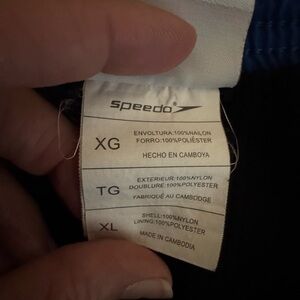 speedo
XG
ENVOLTURA:100%NAILON
FORRO:100%POLIÉSTER
HECHO EN CAMBOYA
TG
EXTERIEUR:100%NYLON
DOUBLURE:100%POLYESTER
FABRIQUÉ AU CAMBODGE
XL
SHELL:100%NYLON
LINING:100%POLYESTER
MADE IN CAMBODIA